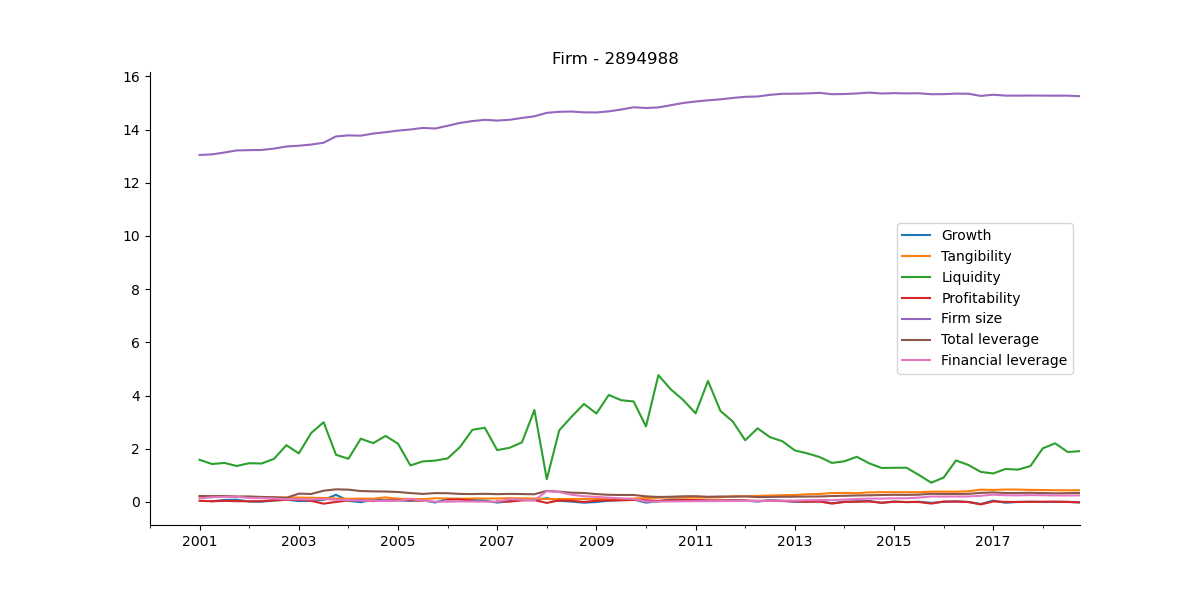 Firm - 2894988
16
14
12
10
8
6
4
2
0
Growth
Tangibility
Liquidity
Profitability
Firm size
Total leverage
Financial leverage
2001 2003 2005 2007 2009 2011 2013 2015 2017